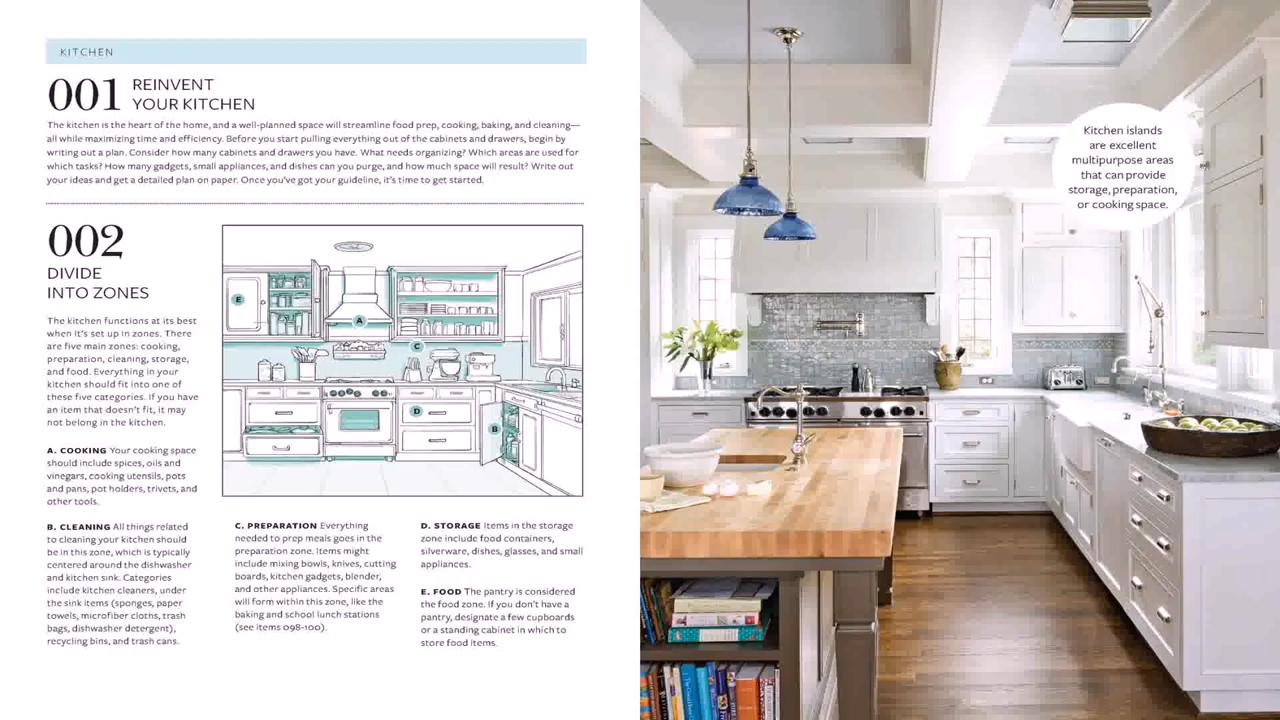 KITCHEN
001 REINVENT
YOUR KITCHEN
The kitchen is the heart of the home, and a well-planned space will streamline food prep, cooking, baking, and cleaning—
all while maximizing time and efficiency. Before you start pulling everything out of the cabinets and drawers, begin by
writing out a plan. Consider how many cabinets and drawers you have. What needs organizing? Which areas are used for
which tasks? How many gadgets, small appliances, and dishes can you purge, and how much space will result? Write out
your ideas and get a detailed plan on paper. Once you've got your guideline, it's time to get started.
002
DIVIDE
INTO ZONES
The kitchen functions at its best
when it's set up in zones. There
are five main zones: cooking,
preparation, cleaning, storage,
and food. Everything in your
kitchen should fit into one of
these five categories. If you have
an item that doesn't fit, it may
not belong in the kitchen.
A. COOKING Your cooking space
should include spices, oils and
vinegars, cooking utensils, pots
and pans, pot holders, trivets, and
other tools.
B. CLEANING All things related
to cleaning your kitchen should
be in this zone, which is typically
centered around the dishwasher
and kitchen sink. Categories
include kitchen cleaners, under
the sink items (sponges, paper
towels, microfiber cloths, trash
bags, dishwasher detergent),
recycling bins, and trash cans.
E
A
C
D
B
C. PREPARATION Everything
needed to prep meals goes in the
preparation zone. Items might
include mixing bowls, knives, cutting
boards, kitchen gadgets, blender,
and other appliances. Specific areas
will form within this zone, like the
baking and school lunch stations
(see items 098-100).
D. STORAGE Items in the storage
zone include food containers,
silverware, dishes, glasses, and small
appliances.
E. FOOD The pantry is considered
the food zone. If you don't have a
pantry, designate a few cupboards
or a standing cabinet in which to
store food items.
Kitchen islands
are excellent
multipurpose areas
that can provide
storage, preparation,
or cooking space.